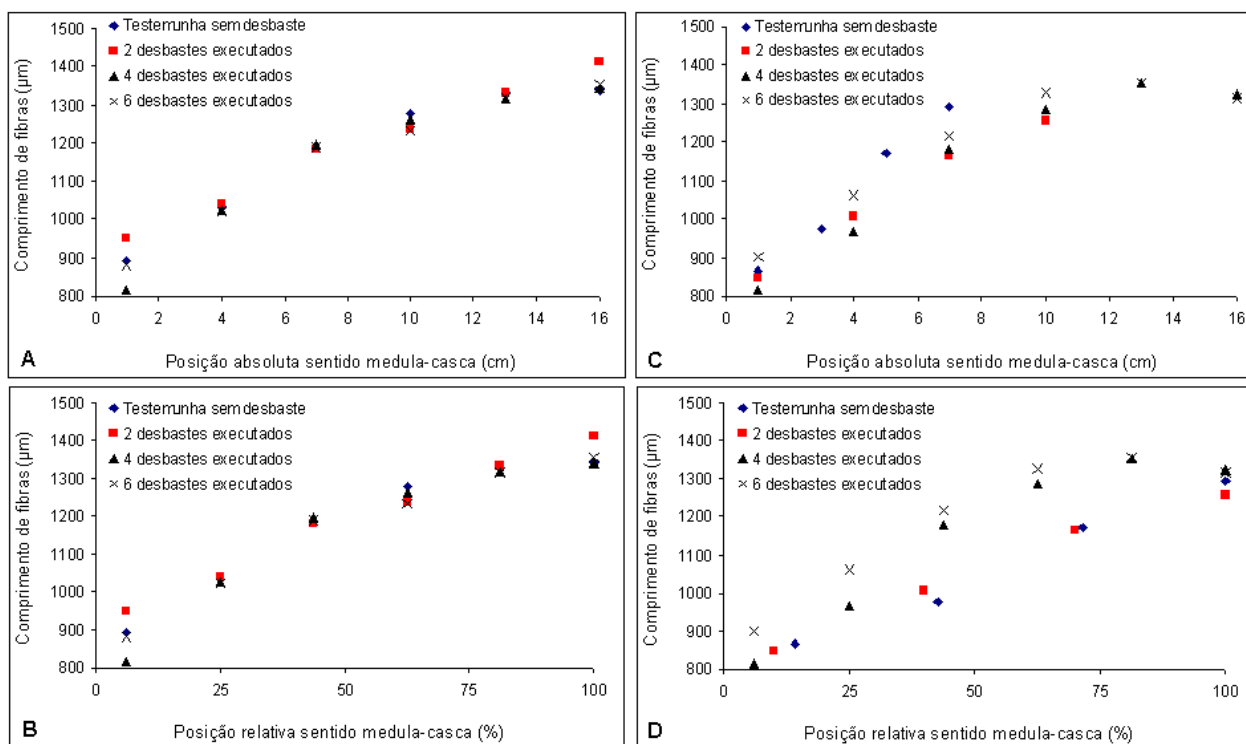 1500
1400
1300
1200
1100
1000
900
800
Comprimento de fibras (µm)
Testemunha sem desbaste
2 desbastes executados
4 desbastes executados
6 desbastes executados
0 2 4 6 8 10 12 14 16
A
Posição absoluta sentido medula-casca (cm)
1500
1400
1300
1200
1100
1000
900
800
Comprimento de fibras (µm)
Testemunha sem desbaste
2 desbastes executados
4 desbastes executados
6 desbastes executados
0 2 4 6 8 10 12 14 16
C
Posição absoluta sentido medula-casca (cm)
1500
1400
1300
1200
1100
1000
900
800
Comprimento de fibras (µm)
Testemunha sem desbaste
2 desbastes executados
4 desbastes executados
6 desbastes executados
0 25 50 75 100
B
Posição relativa sentido medula-casca (%)
1500
1400
1300
1200
1100
1000
900
800
Comprimento de fibras (µm)
Testemunha sem desbaste
2 desbastes executados
4 desbastes executados
6 desbastes executados
0 25 50 75 100
D
Posição relativa sentido medula-casca (%)